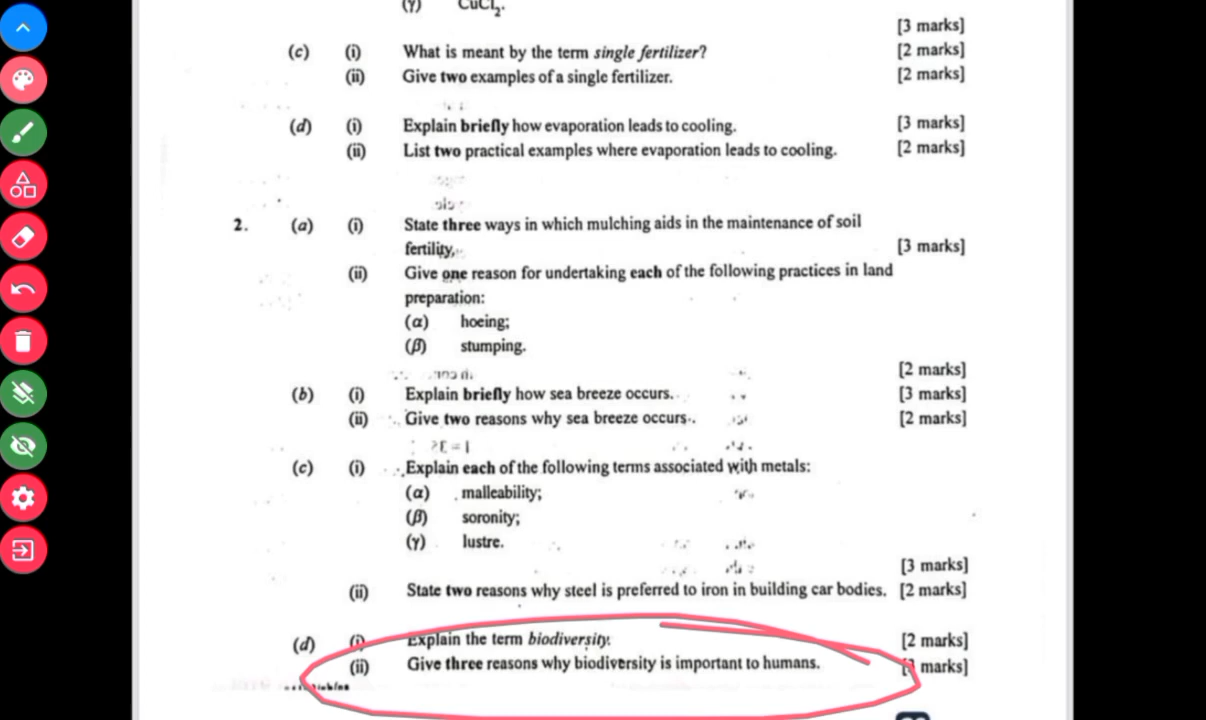 (γ) CuCl₂.
[3 marks]
(c) (i) What is meant by the term single fertilizer? [2 marks]
(ii) Give two examples of a single fertilizer. [2 marks]
(d) (i) Explain briefly how evaporation leads to cooling. [3 marks]
(ii) List two practical examples where evaporation leads to cooling. [2 marks]
2. (a) (i) State three ways in which mulching aids in the maintenance of soil
fertility, [3 marks]
(ii) Give one reason for undertaking each of the following practices in land
preparation:
(α) hoeing;
(β) stumping.
[2 marks]
(b) (i) Explain briefly how sea breeze occurs. [3 marks]
(ii) Give two reasons why sea breeze occurs. [2 marks]
(c) (i) Explain each of the following terms associated with metals:
(α) malleability;
(β) soronity;
(γ) lustre.
[3 marks]
(ii) State two reasons why steel is preferred to iron in building car bodies. [2 marks]
(d) (i) Explain the term biodiversity. [2 marks]
(ii) Give three reasons why biodiversity is important to humans. marks]